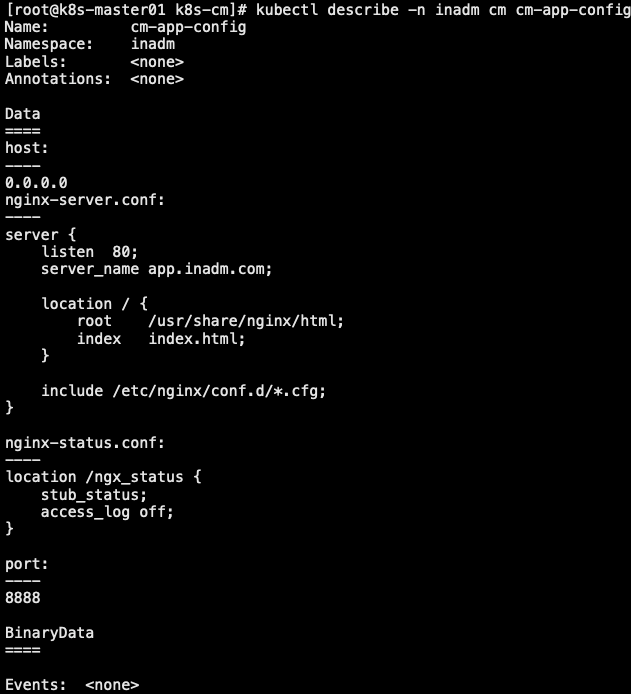 [root@k8s-master01 k8s-cm]# kubectl describe -n inadm cm cm-app-config
Name:         cm-app-config
Namespace:    inadm
Labels:       <none>
Annotations:  <none>

Data
====
host:
----
0.0.0.0
nginx-server.conf:
----
server {
    listen  80;
    server_name app.inadm.com;

    location / {
        root    /usr/share/nginx/html;
        index   index.html;
    }

    include /etc/nginx/conf.d/*.cfg;
}

nginx-status.conf:
----
location /ngx_status {
    stub_status;
    access_log off;
}

port:
----
8888

BinaryData
====

Events:  <none>